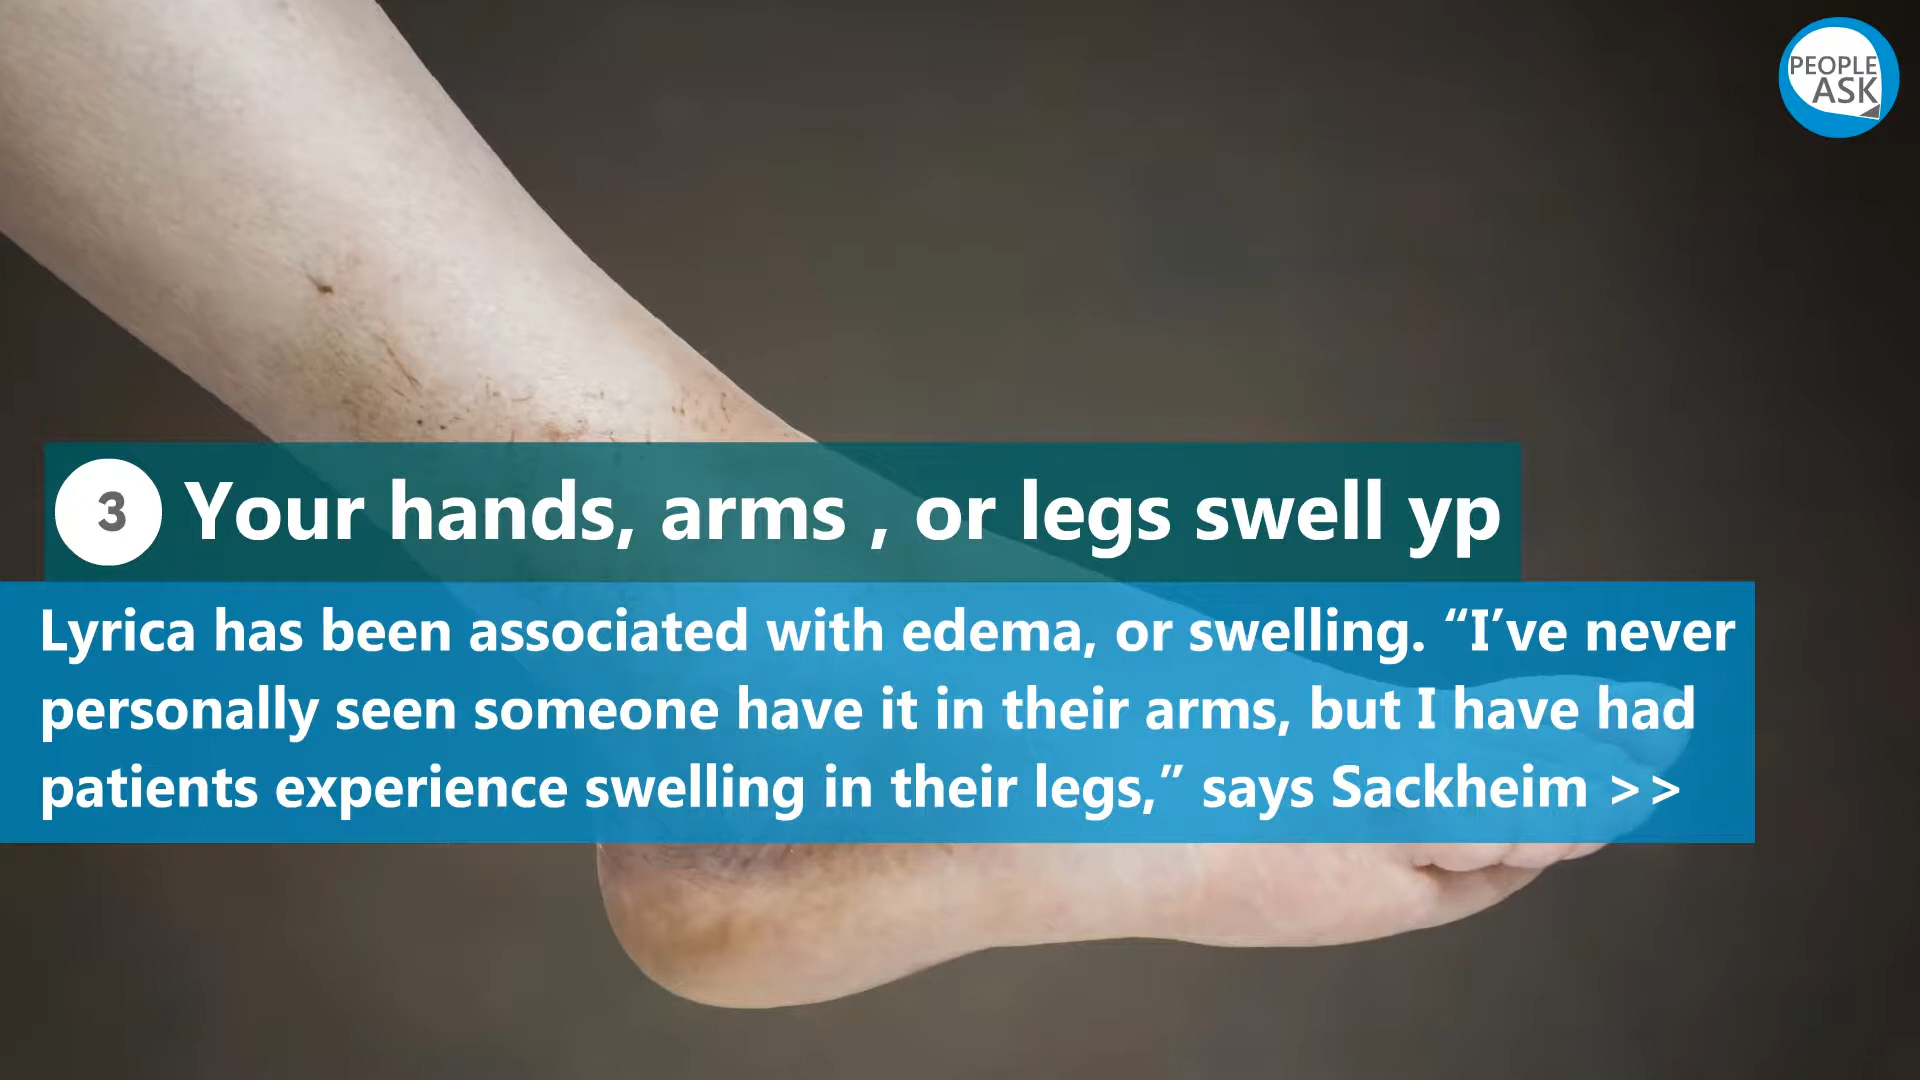 PEOPLE
ASK
3 Your hands, arms , or legs swell yp
Lyrica has been associated with edema, or swelling. “I’ve never
personally seen someone have it in their arms, but I have had
patients experience swelling in their legs,” says Sackheim >>